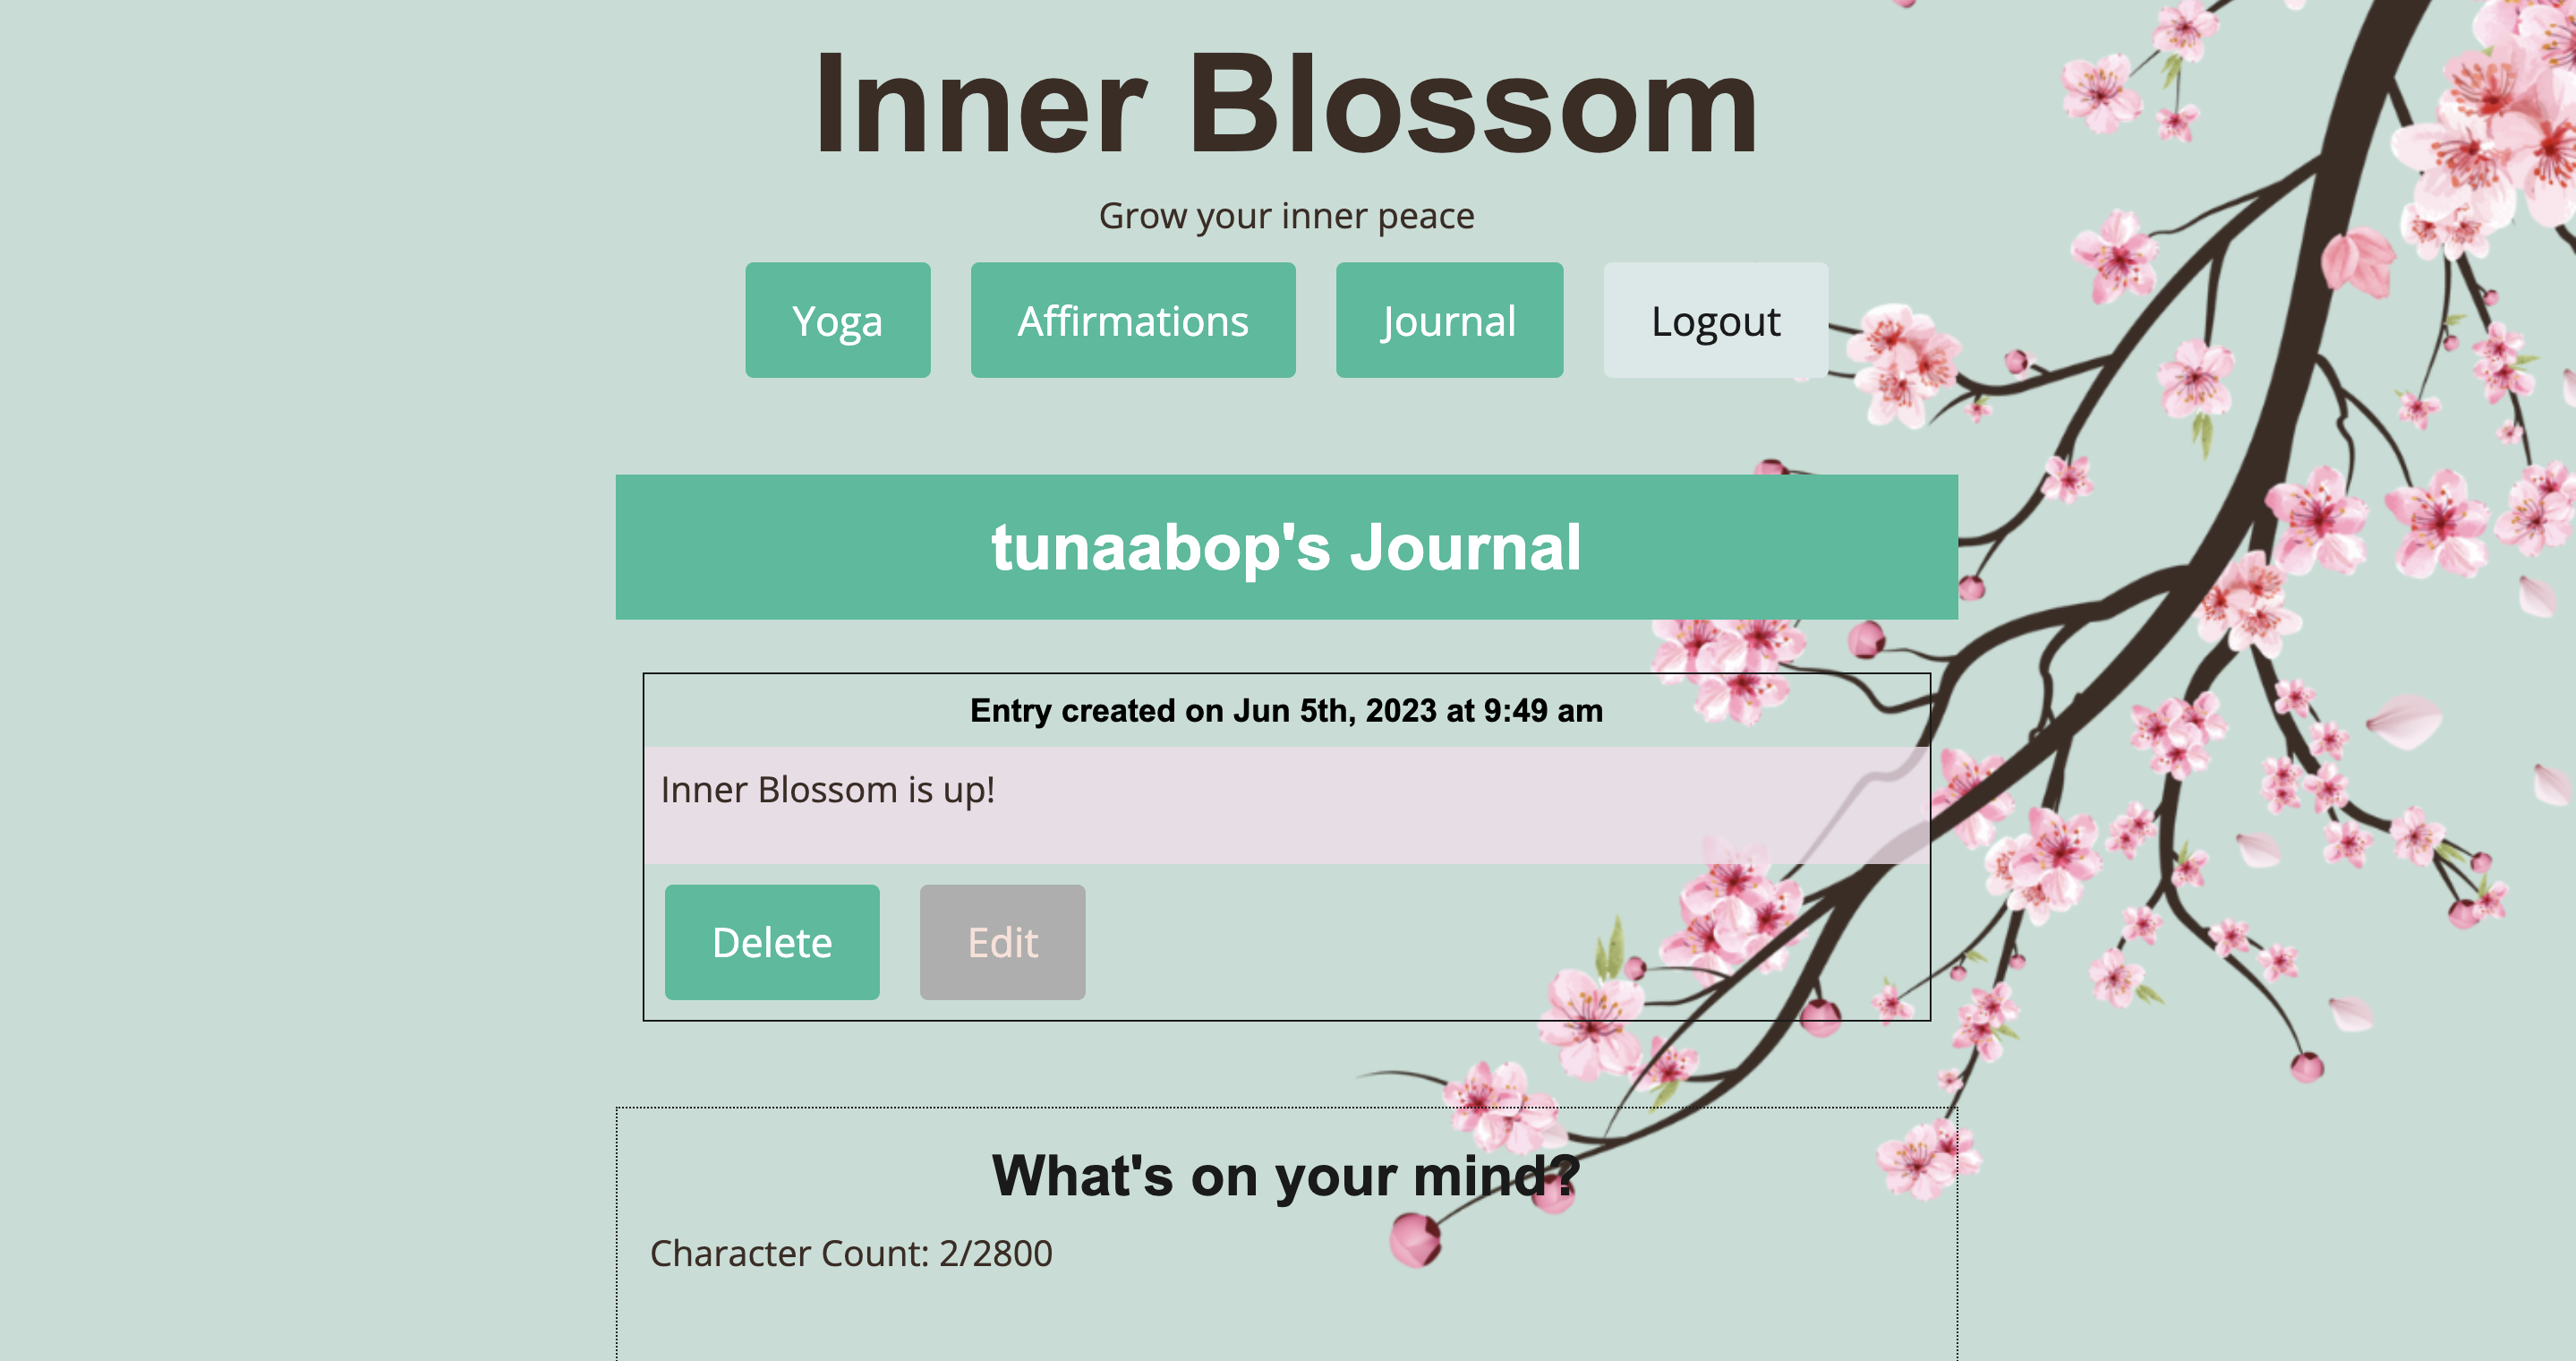 Inner Blossom
Grow your inner peace
Yoga Affirmations Journal Logout
tunaabop's Journal
Entry created on Jun 5th, 2023 at 9:49 am
Inner Blossom is up!
Delete Edit
What's on your mind?
Character Count: 2/2800